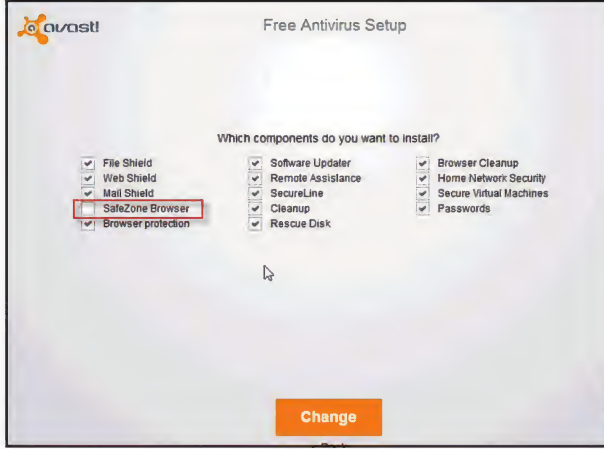 avast!
Free Antivirus Setup
Which components do you want to install?
File Shield
Web Shield
Mail Shield
SafeZone Browser
Browser protection
Software Updater
Remote Assistance
SecureLine
Cleanup
Rescue Disk
Browser Cleanup
Home Network Security
Secure Virtual Machines
Passwords
Change